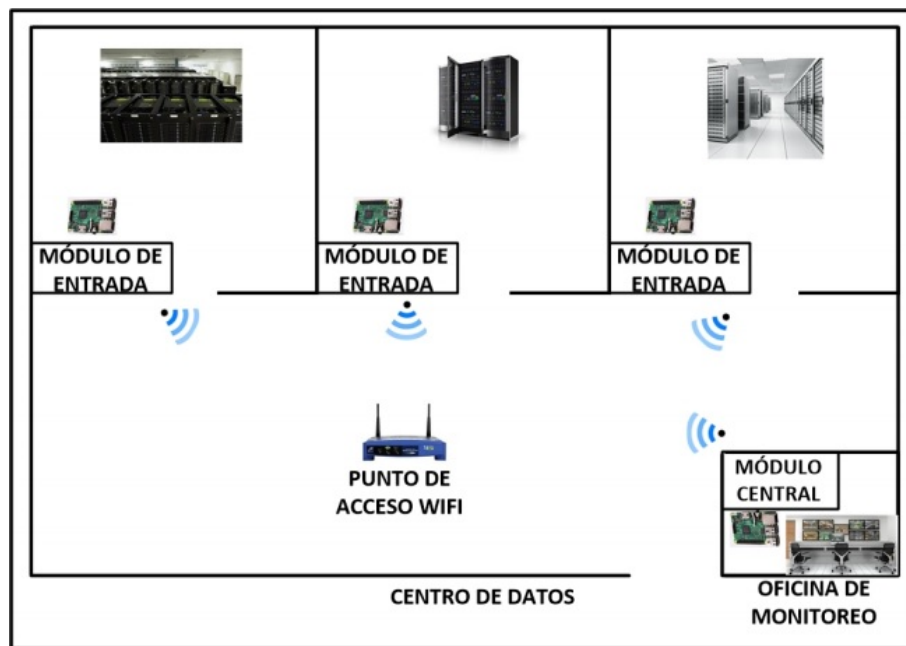 MÓDULO DE
ENTRADA
MÓDULO DE
ENTRADA
MÓDULO DE
ENTRADA
PUNTO DE
ACCESO WIFI
MÓDULO
CENTRAL
CENTRO DE DATOS
OFICINA DE
MONITOREO